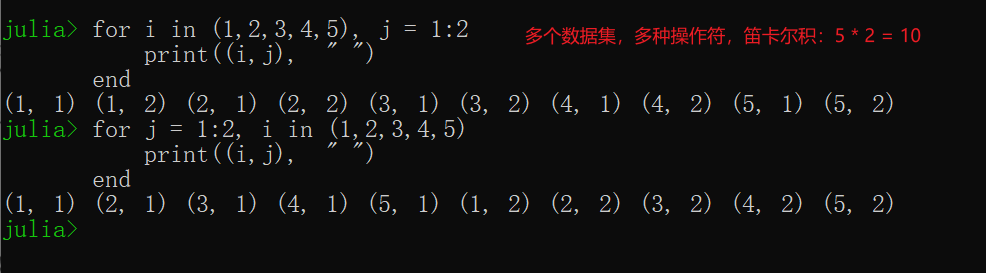 julia> for i in (1,2,3,4,5), j = 1:2
多个数据集，多种操作符，笛卡尔积：5 * 2 = 10
print((i,j), " ")
end
(1, 1) (1, 2) (2, 1) (2, 2) (3, 1) (3, 2) (4, 1) (4, 2) (5, 1) (5, 2)
julia> for j = 1:2, i in (1,2,3,4,5)
print((i,j), " ")
end
(1, 1) (2, 1) (3, 1) (4, 1) (5, 1) (1, 2) (2, 2) (3, 2) (4, 2) (5, 2)
julia>